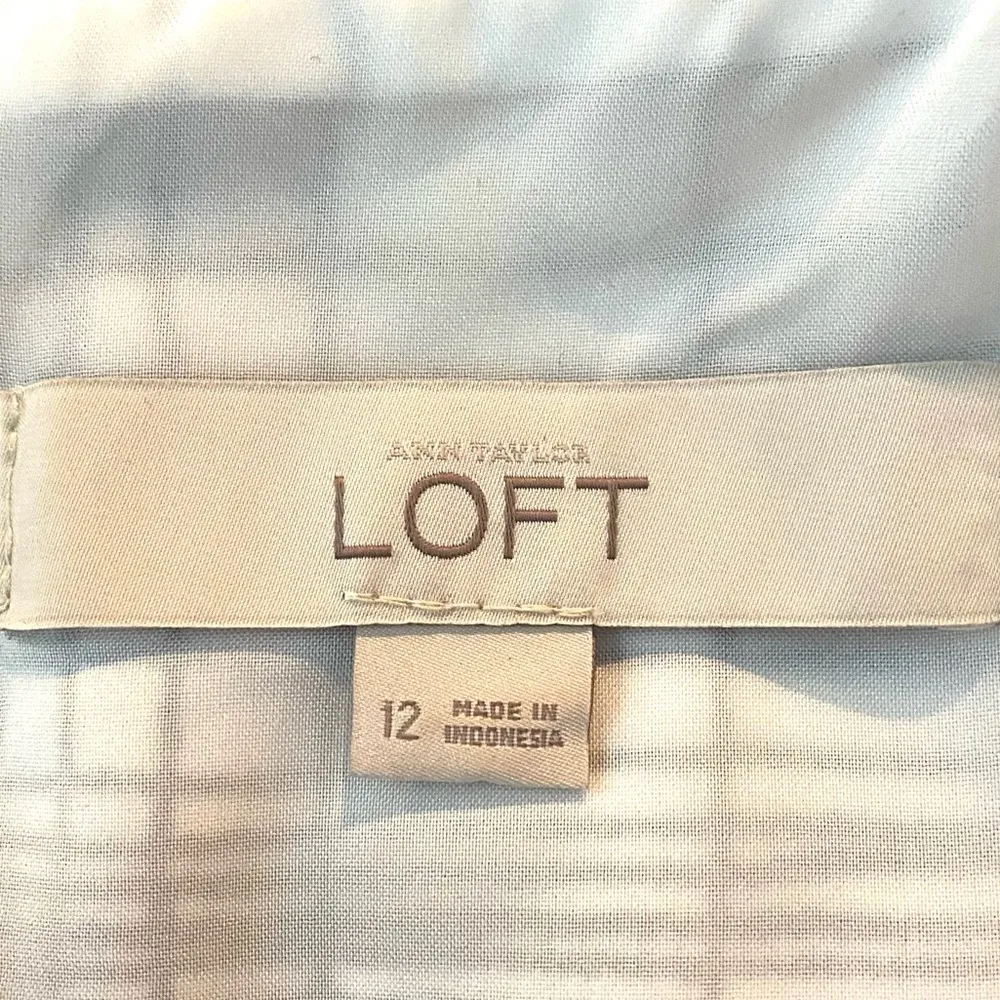 ANN TAYLOR
LOFT
12 MADE IN
INDONESIA